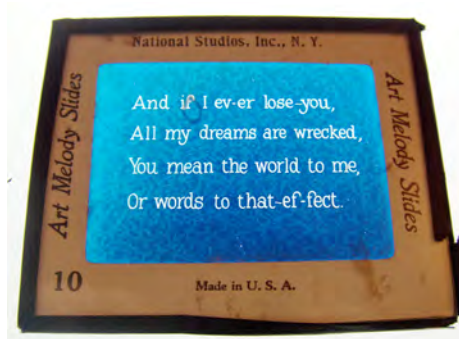 National Studios, Inc., N. Y.
Art Melody Slides
And if I ev-er lose-you,
All my dreams are wrecked,
You mean the world to me,
Or words to that-ef-fect.
Art Melody Slides
10
Made in U. S. A.